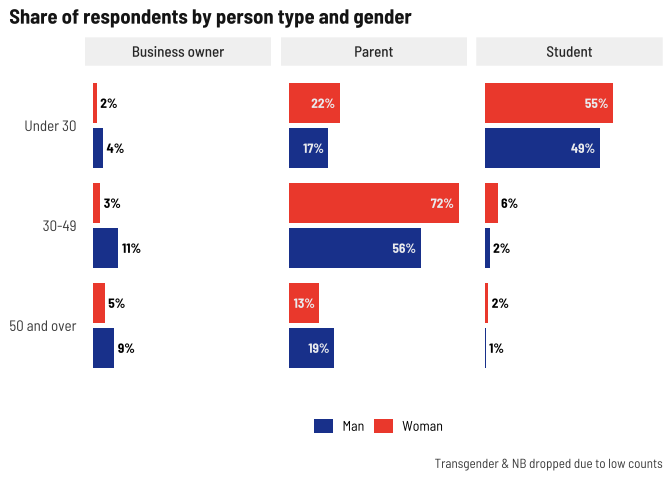 Share of respondents by person type and gender
Business owner Parent Student
2% 22% 55%
Under 30
4% 17% 49%
3% 72% 6%
30-49
11% 56% 2%
5% 13% 2%
50 and over
9% 19% 1%
Man Woman
Transgender & NB dropped due to low counts